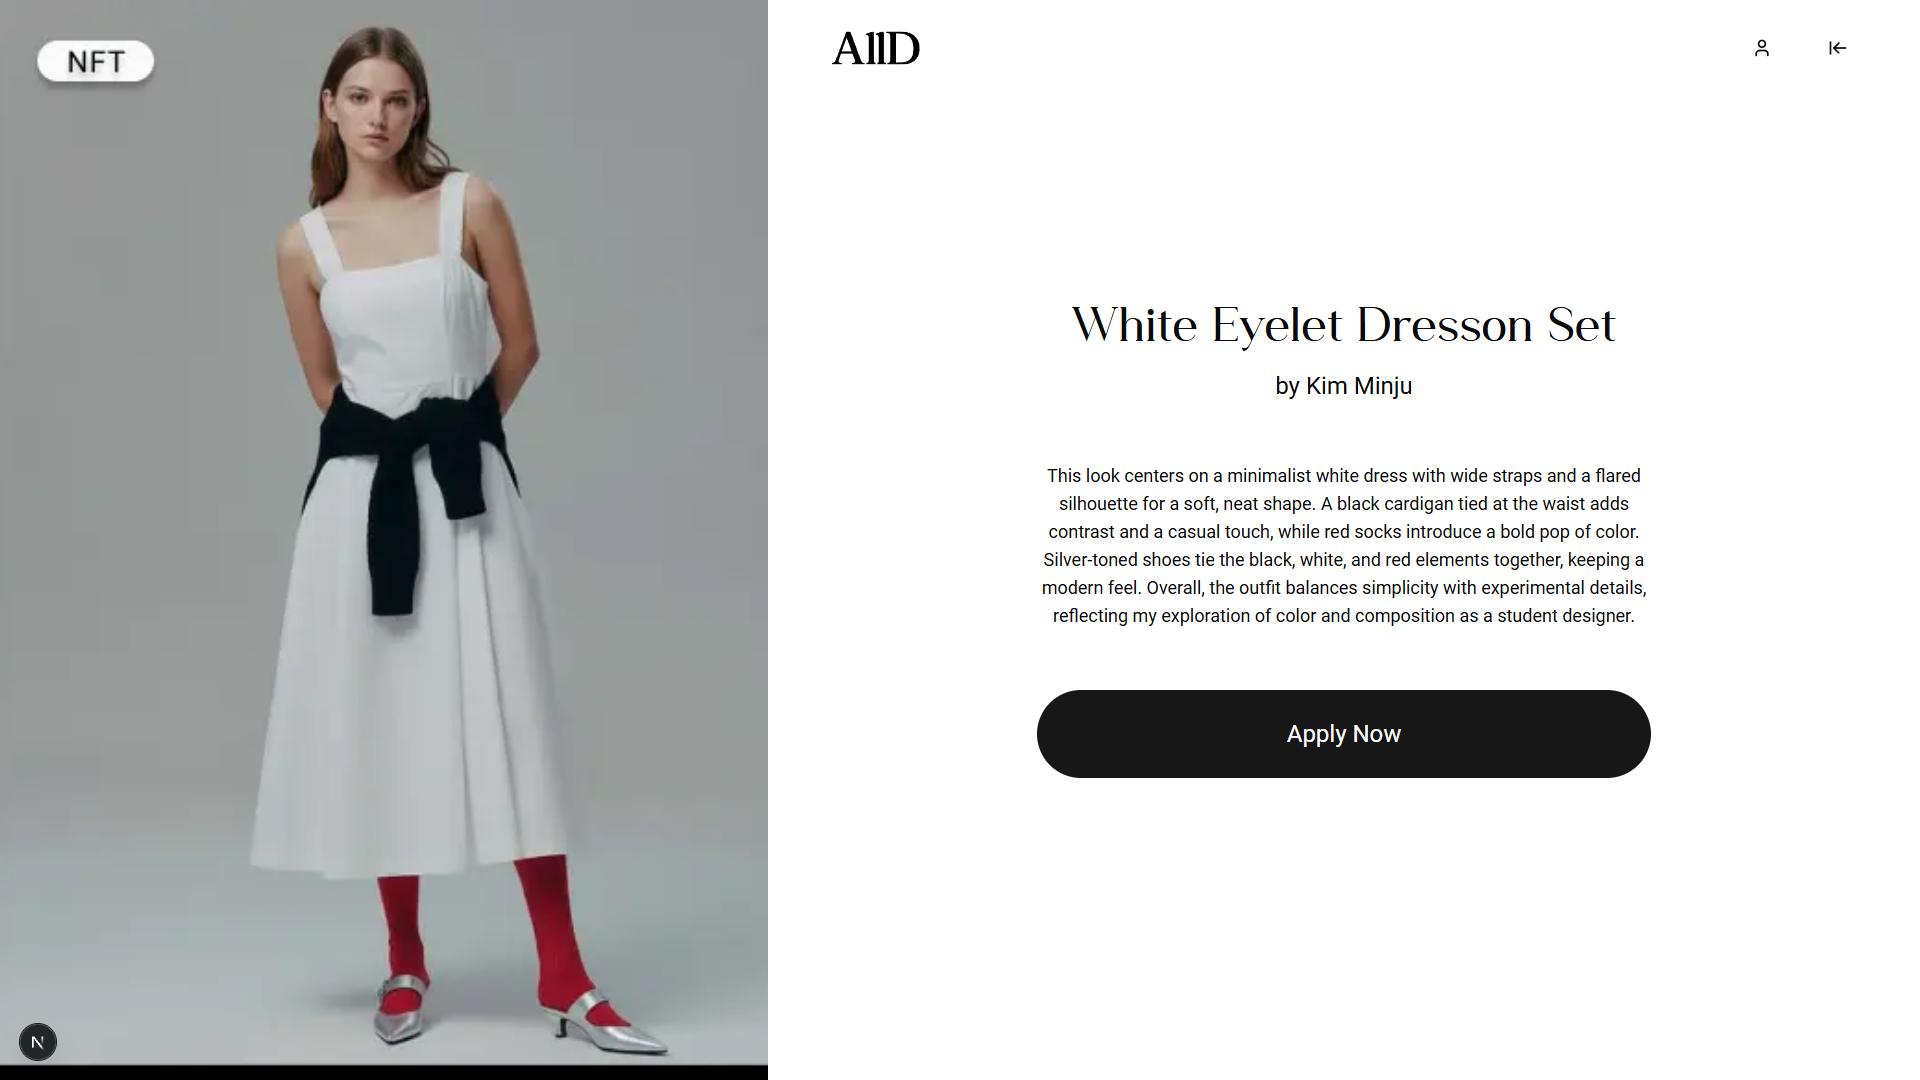 NFT
AllD
White Eyelet Dresson Set
by Kim Minju
This look centers on a minimalist white dress with wide straps and a flared
silhouette for a soft, neat shape. A black cardigan tied at the waist adds
contrast and a casual touch, while red socks introduce a bold pop of color.
Silver-toned shoes tie the black, white, and red elements together, keeping a
modern feel. Overall, the outfit balances simplicity with experimental details,
reflecting my exploration of color and composition as a student designer.
Apply Now
N